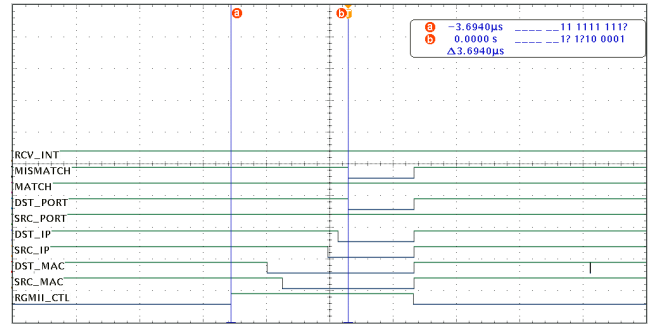 a b T
a −3.6940μs ____ __11 1111 111?
b 0.0000 s ____ __1? 1?10 0001
Δ3.6940μs
RCV_INT
MISMATCH
MATCH
DST_PORT
SRC_PORT
DST_IP
SRC_IP
DST_MAC
SRC_MAC
RGMII_CTL